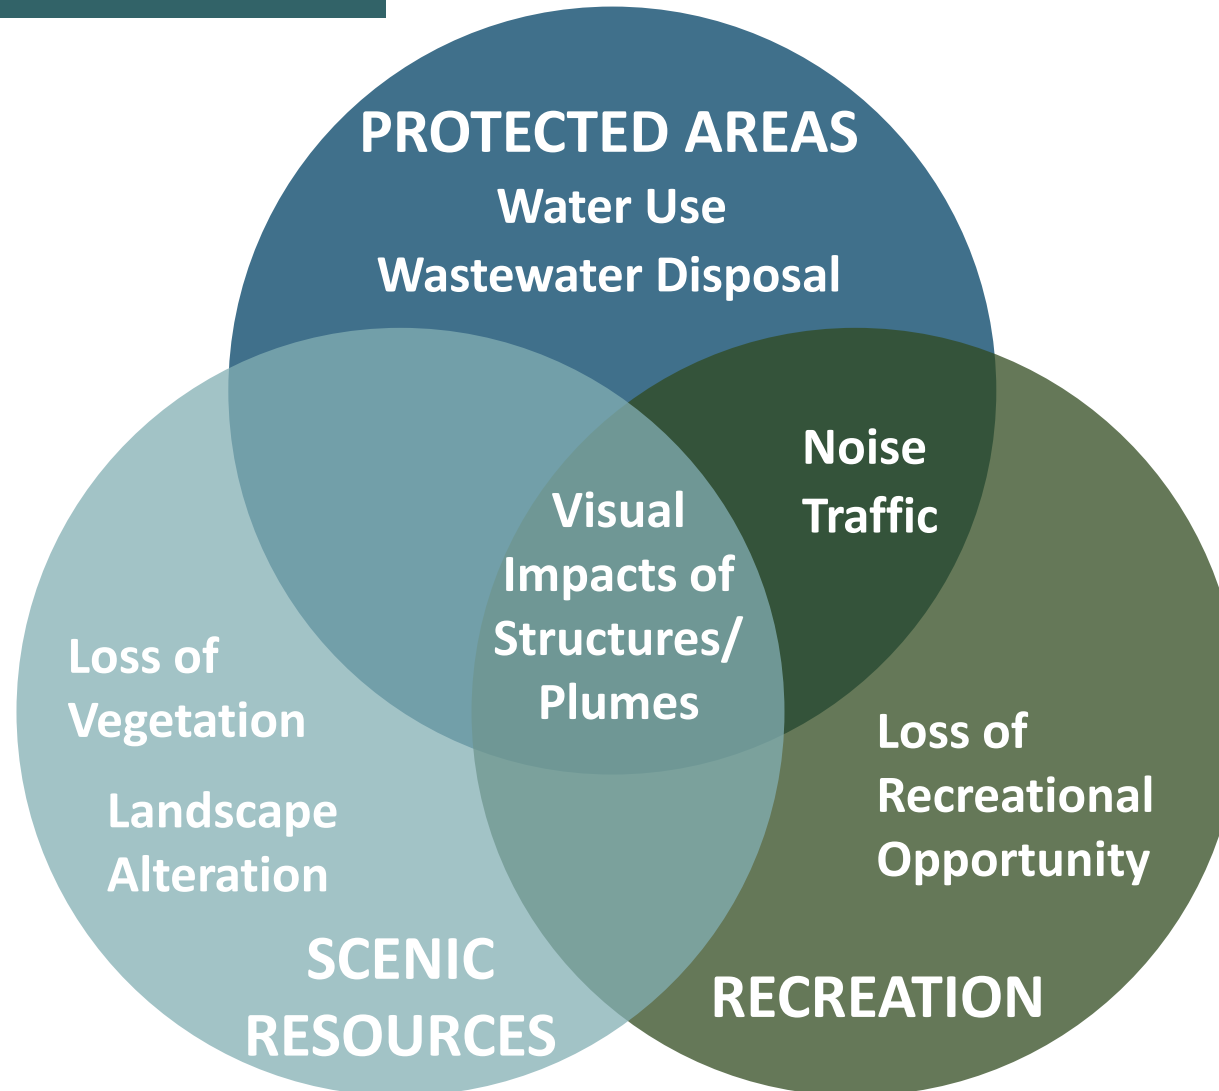 PROTECTED AREAS
Water Use
Wastewater Disposal
Noise
Traffic
Visual
Impacts of
Structures/
Plumes
Loss of
Vegetation
Landscape
Alteration
SCENIC
RESOURCES
Loss of
Recreational
Opportunity
RECREATION